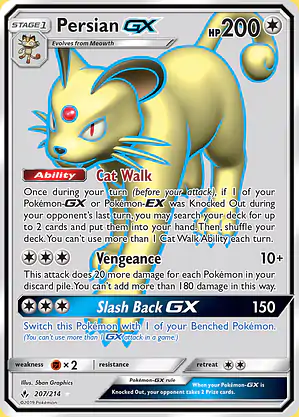 STAGE 1 Persian GX HP 200
Evolves from Meowth
Ability Cat Walk
Once during your turn (before your attack), if 1 of your
Pokémon-GX or Pokémon-EX was Knocked Out during
your opponent's last turn, you may search your deck for up
to 2 cards and put them into your hand. Then, shuffle your
deck. You can't use more than 1 Cat Walk Ability each turn.
Vengeance 10+
This attack does 20 more damage for each Pokémon in your
discard pile. You can't add more than 180 damage in this way.
Slash Back GX 150
Switch this Pokémon with 1 of your Benched Pokémon.
(You can't use more than 1 GX attack in a game.)
weakness ×2 resistance retreat
Illus. 5ban Graphics
Pokémon-GX rule
When your Pokémon-GX is
Knocked Out, your opponent takes 2 Prize cards.
207/214
©2019 Pokémon